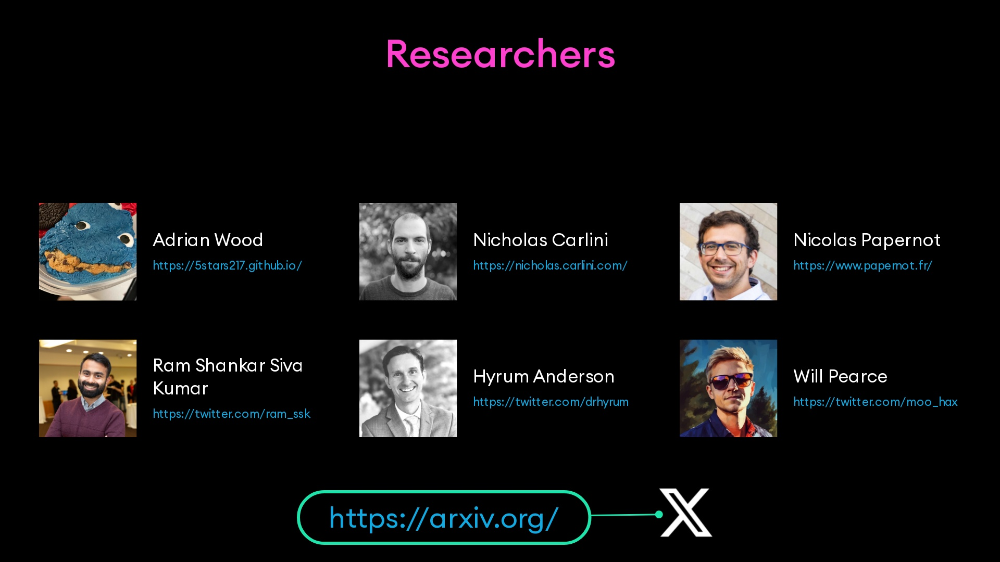 Researchers
Adrian Wood
https://5stars217.github.io/
Nicholas Carlini
https://nicholas.carlini.com/
Nicolas Papernot
https://www.papernot.fr/
Ram Shankar Siva
Kumar
https://twitter.com/ram_ssk
Hyrum Anderson
https://twitter.com/drhyrum
Will Pearce
https://twitter.com/moo_hax
https://arxiv.org/